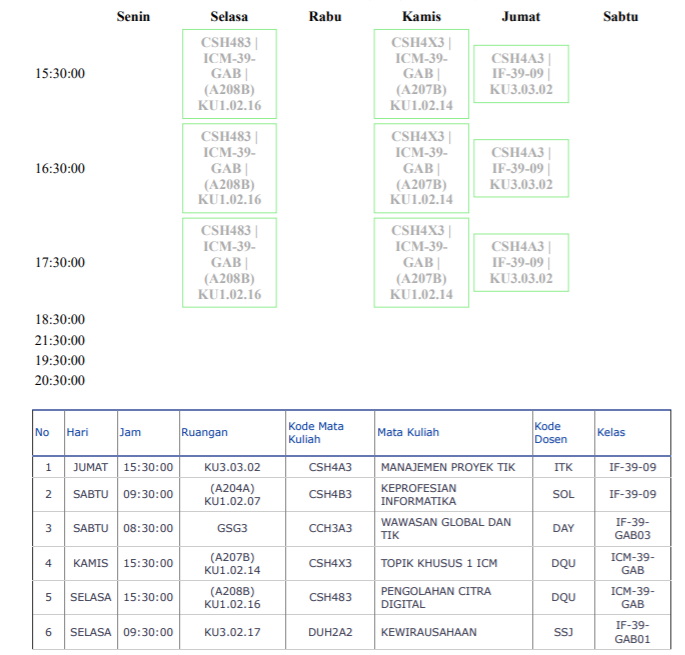 Senin Selasa Rabu Kamis Jumat Sabtu
15:30:00
CSH483 |
ICM-39-
GAB |
(A208B)
KU1.02.16
CSH4X3 |
ICM-39-
GAB |
(A207B)
KU1.02.14
CSH4A3 |
IF-39-09 |
KU3.03.02
16:30:00
CSH483 |
ICM-39-
GAB |
(A208B)
KU1.02.16
CSH4X3 |
ICM-39-
GAB |
(A207B)
KU1.02.14
CSH4A3 |
IF-39-09 |
KU3.03.02
17:30:00
CSH483 |
ICM-39-
GAB |
(A208B)
KU1.02.16
CSH4X3 |
ICM-39-
GAB |
(A207B)
KU1.02.14
CSH4A3 |
IF-39-09 |
KU3.03.02
18:30:00
21:30:00
19:30:00
20:30:00
No Hari Jam Ruangan Kode Mata Kuliah Mata Kuliah Kode Dosen Kelas
1 JUMAT 15:30:00 KU3.03.02 CSH4A3 MANAJEMEN PROYEK TIK ITK IF-39-09
2 SABTU 09:30:00 (A204A) KU1.02.07 CSH4B3 KEPROFESIAN INFORMATIKA SOL IF-39-09
3 SABTU 08:30:00 GSG3 CCH3A3 WAWASAN GLOBAL DAN TIK DAY IF-39-GAB03
4 KAMIS 15:30:00 (A207B) KU1.02.14 CSH4X3 TOPIK KHUSUS 1 ICM DQU ICM-39-GAB
5 SELASA 15:30:00 (A208B) KU1.02.16 CSH483 PENGOLAHAN CITRA DIGITAL DQU ICM-39-GAB
6 SELASA 09:30:00 KU3.02.17 DUH2A2 KEWIRAUSAHAAN SSJ IF-39-GAB01